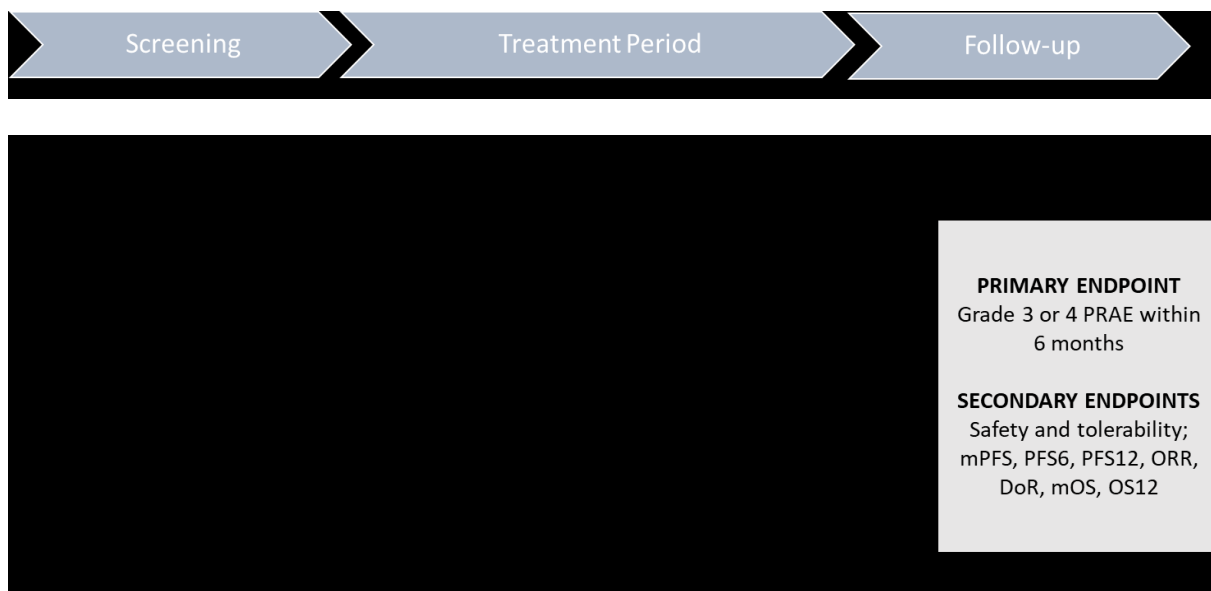 Screening
Treatment Period
Follow-up
PRIMARY ENDPOINT
Grade 3 or 4 PRAE within
6 months
SECONDARY ENDPOINTS
Safety and tolerability;
mPFS, PFS6, PFS12, ORR,
DoR, mOS, OS12